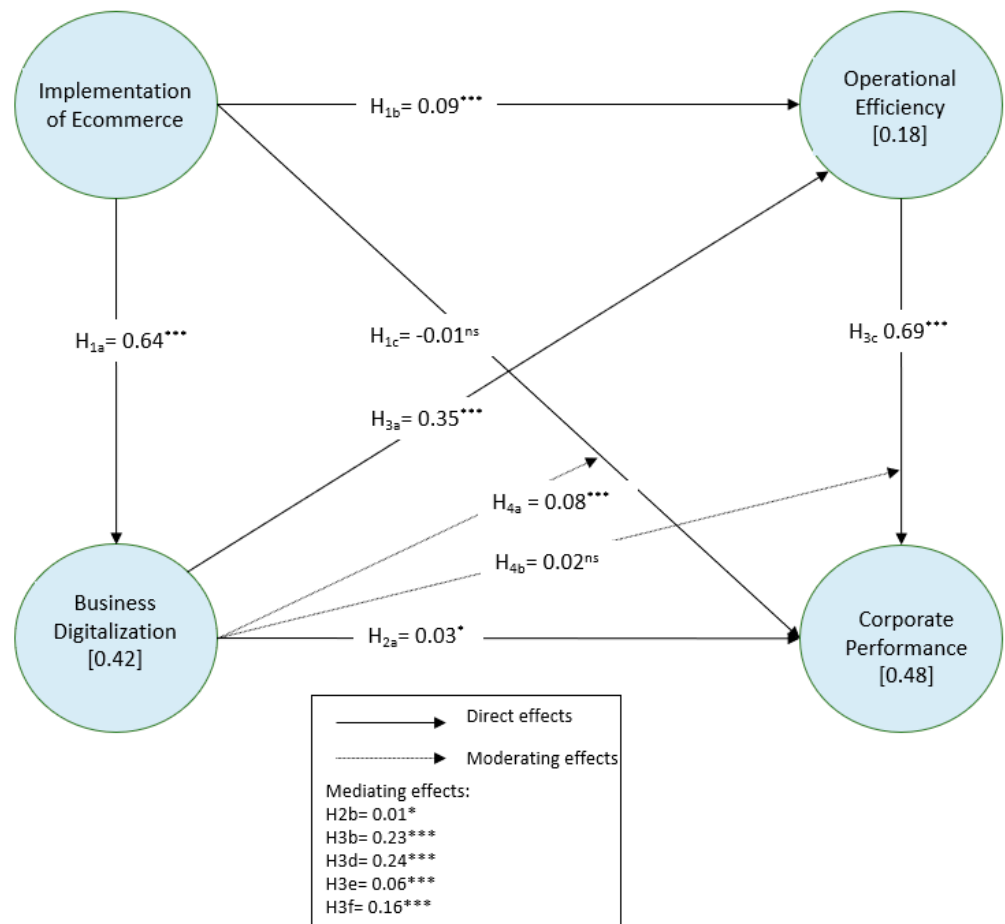 Implementation
of Ecommerce
Operational
Efficiency
[0.18]
H1b= 0.09***
H1a= 0.64***
H1c= -0.01ns
H3c 0.69***
H3a= 0.35***
H4a = 0.08***
H4b= 0.02ns
Business
Digitalization
[0.42]
H2a= 0.03*
Corporate
Performance
[0.48]
Direct effects
Moderating effects
Mediating effects:
H2b= 0.01*
H3b= 0.23***
H3d= 0.24***
H3e= 0.06***
H3f= 0.16***